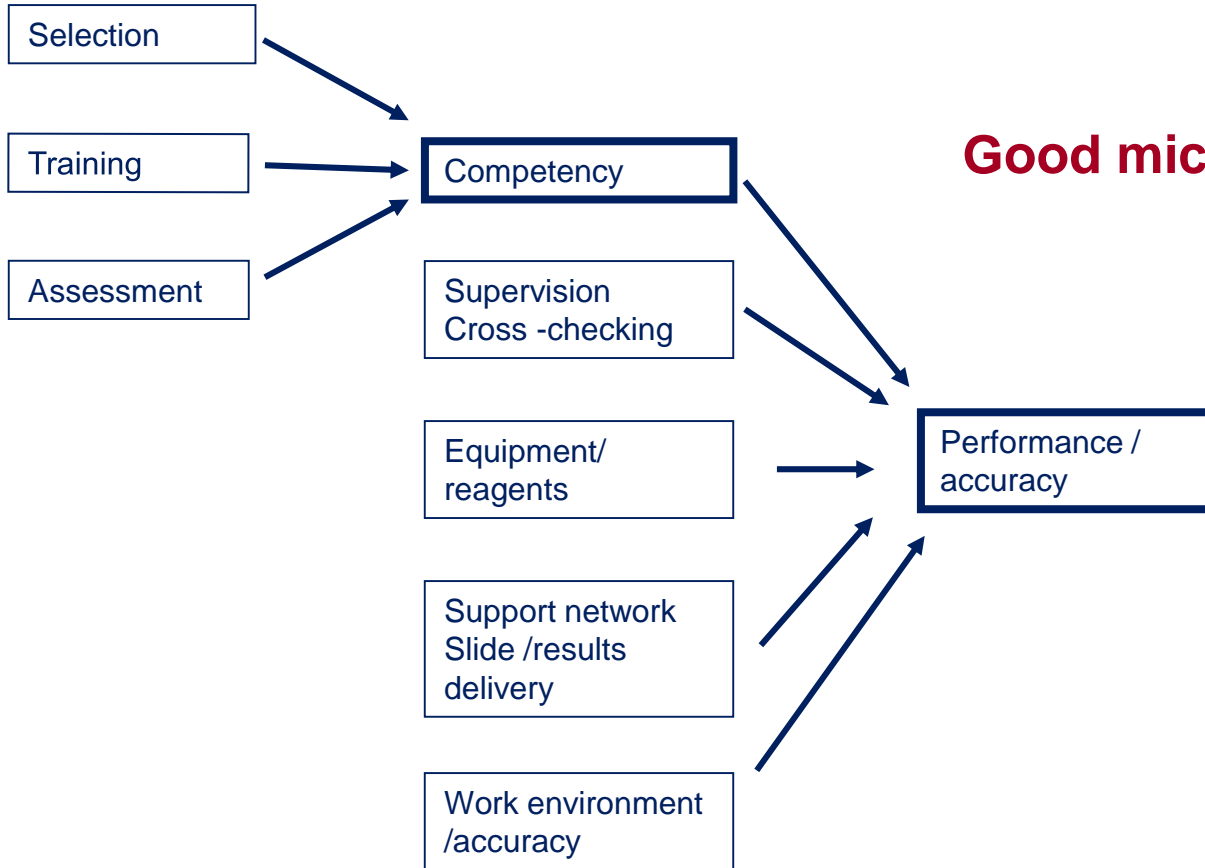 Selection
Training
Assessment
Good mic
Competency
Supervision
Cross -checking
Equipment/
reagents
Support network
Slide /results
delivery
Work environment
/accuracy
Performance /
accuracy